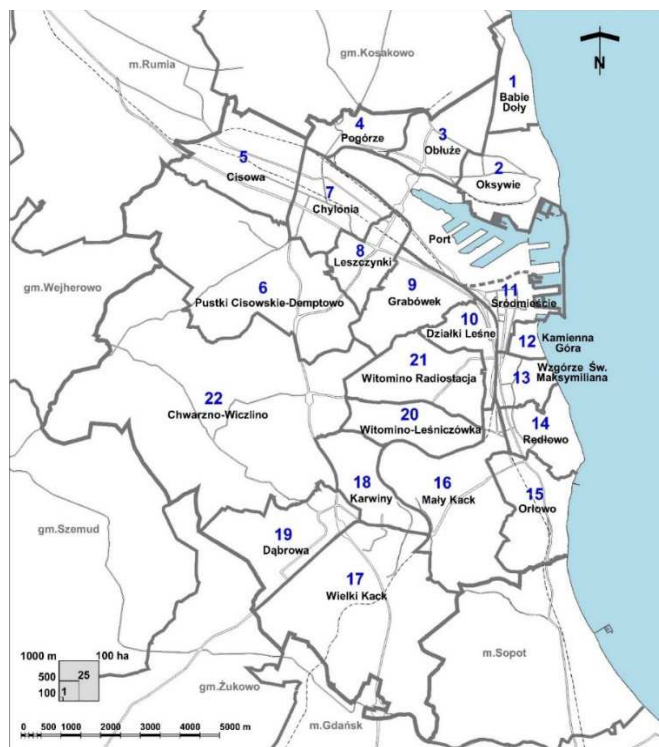 gm.Kosakowo
m.Rumia
N
1
Babie
Doły
4
Pogórze
3
Obłuże
2
Oksywie
5
Cisowa
7
Chylonia
Port
8
Leszczynki
gm.Wejherowo
6
Pustki Cisowskie-Demptowo
9
Grabówek
11
Śródmieście
10
Działki Leśne
12
Kamienna
Góra
21
Witomino Radiostacja
13
Wzgórze Św.
Maksymiliana
22
Chwarzno-Wiczlino
20
Witomino-Leśniczówka
14
Redłowo
18
Karwiny
16
Mały Kack
15
Orłowo
gm.Szemud
19
Dąbrowa
17
Wielki Kack
m.Sopot
1000 m
100 ha
500
25
100
1
gm.Żukowo
m.Gdańsk
0 500 1000 2000 3000 4000 5000 m